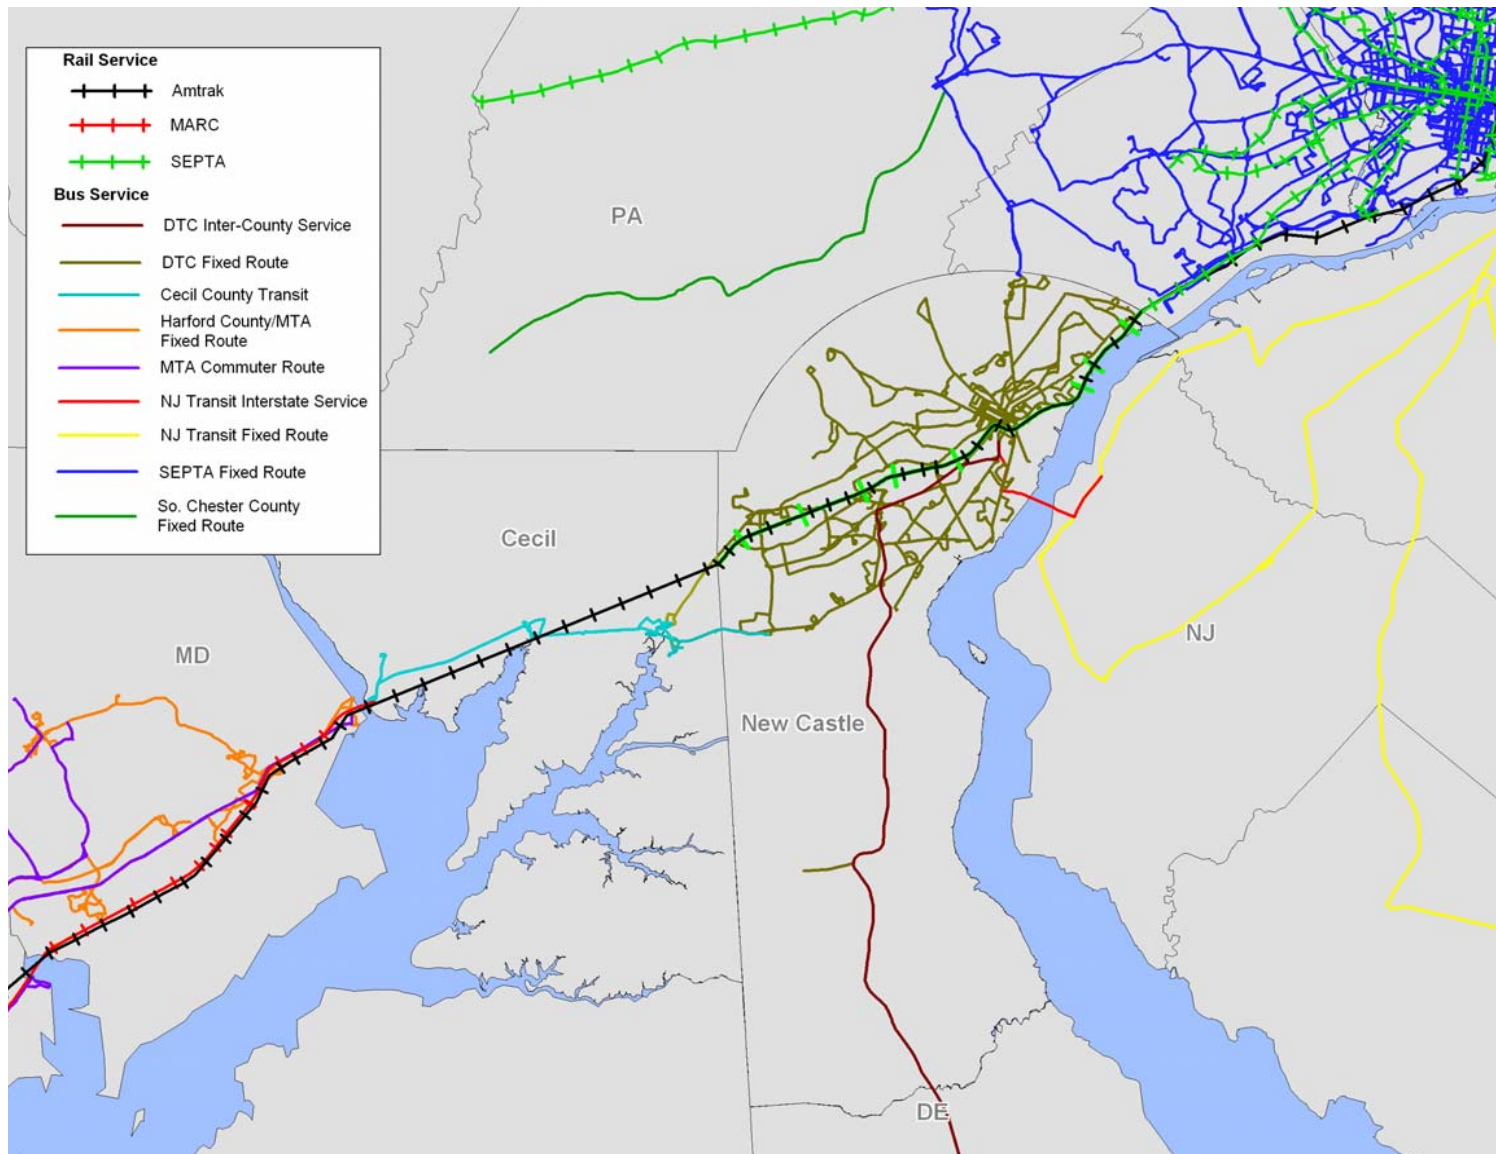 Rail Service
Amtrak
MARC
SEPTA
Bus Service
DTC Inter-County Service
DTC Fixed Route
Cecil County Transit
Harford County/MTA
Fixed Route
MTA Commuter Route
NJ Transit Interstate Service
NJ Transit Fixed Route
SEPTA Fixed Route
So. Chester County
Fixed Route
PA
Cecil
MD
NJ
New Castle
DE